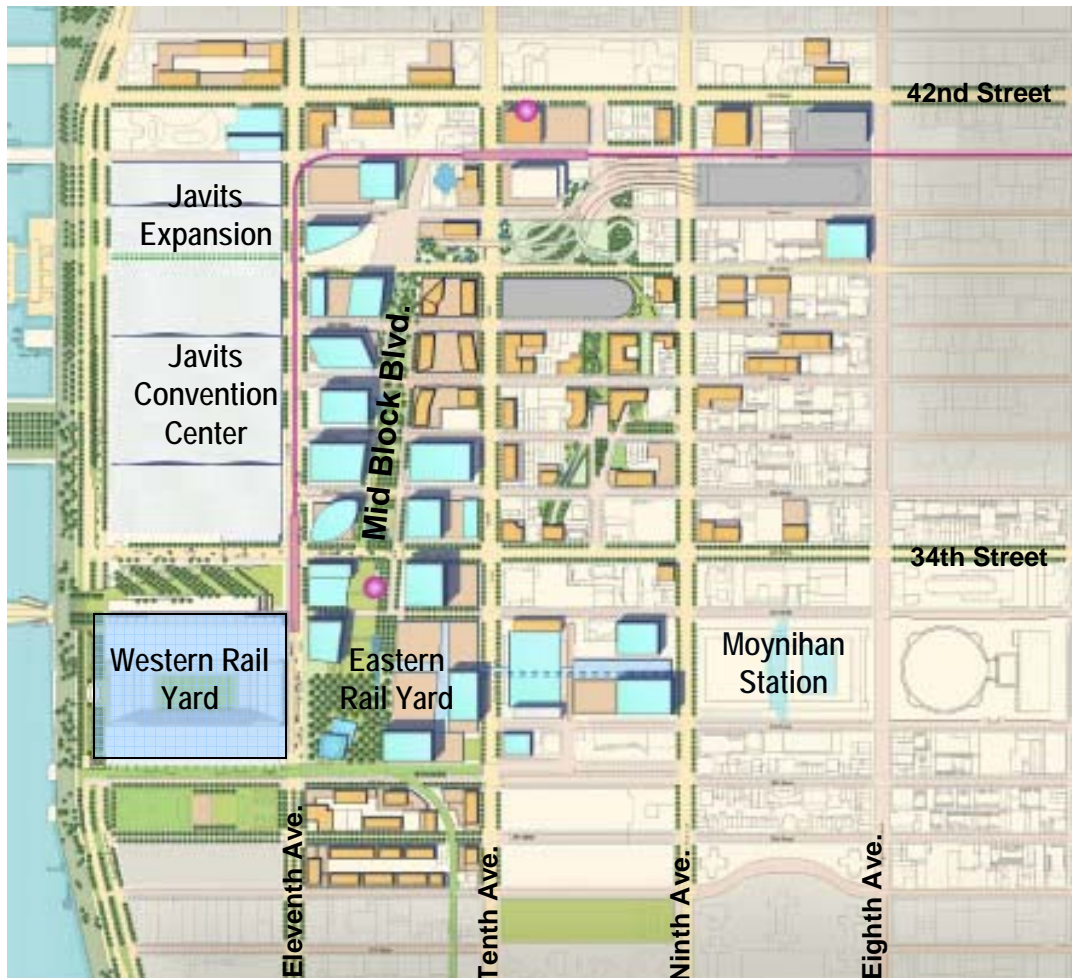 42nd Street
Javits
Expansion
Mid Block Blvd.
Javits
Convention
Center
34th Street
Western Rail
Yard
Eastern
Rail Yard
Moynihan
Station
Eleventh Ave.
Tenth Ave.
Ninth Ave.
Eighth Ave.